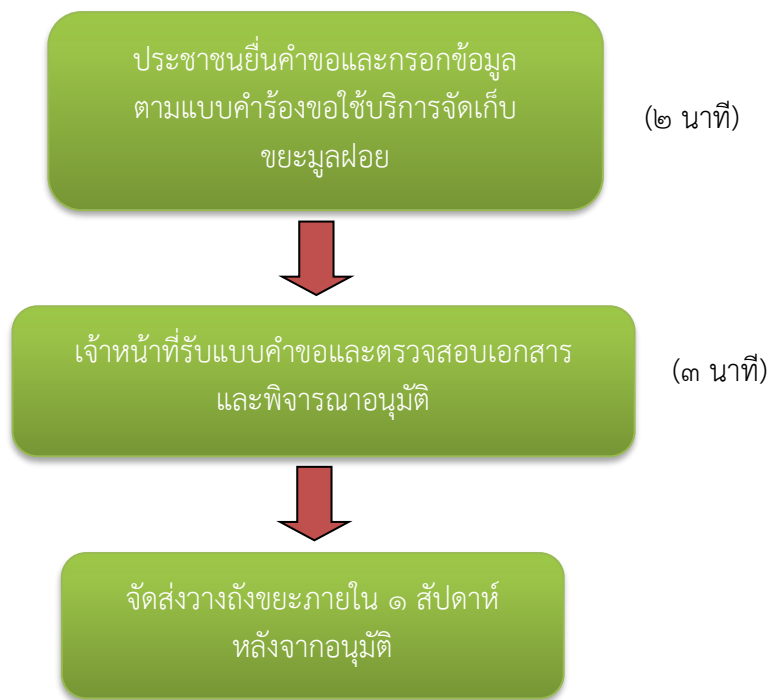 ประชาชนยื่นคำขอและกรอกข้อมูล
ตามแบบคำร้องขอใช้บริการจัดเก็บ
ขยะมูลฝอย
(๒ นาที)
เจ้าหน้าที่รับแบบคำขอและตรวจสอบเอกสาร
และพิจารณาอนุมัติ
(๓ นาที)
จัดส่งวางถังขยะภายใน ๑ สัปดาห์
หลังจากอนุมัติ